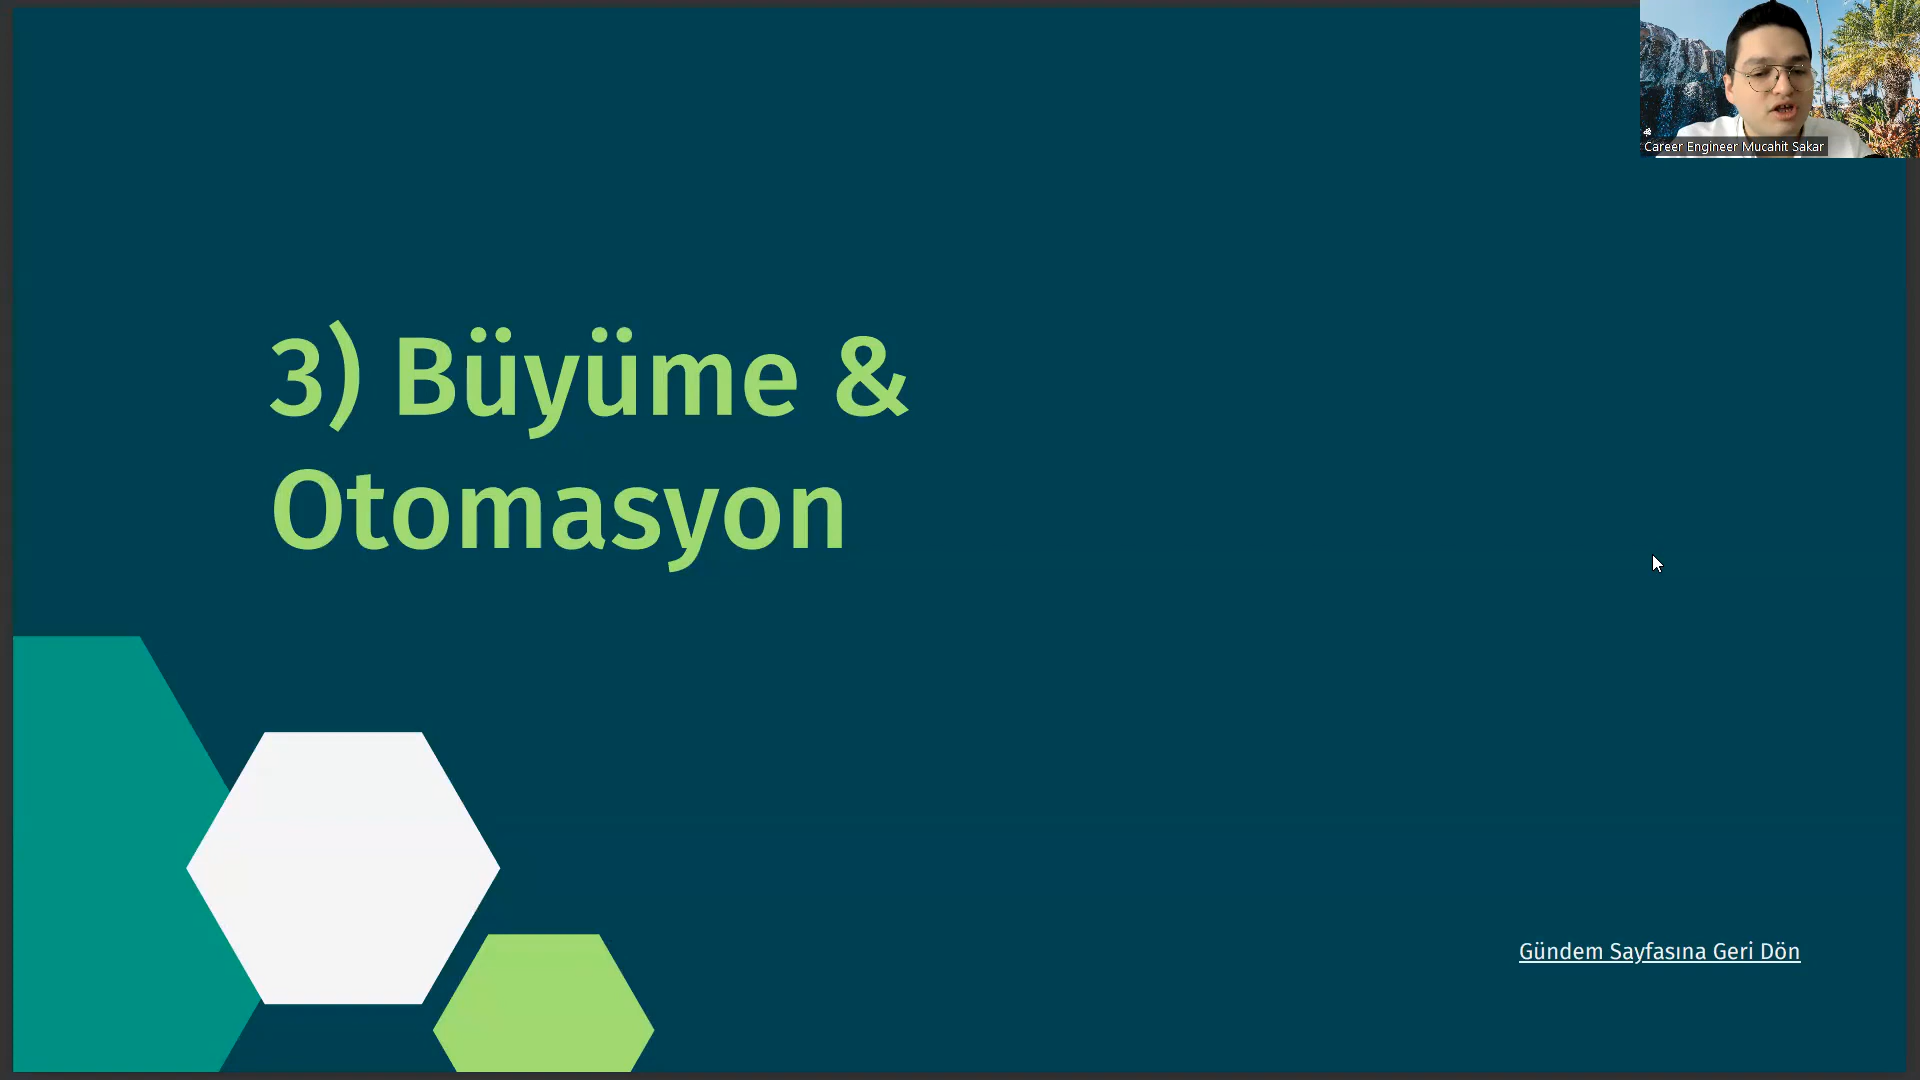 Career Engineer Mucahit Sakar
3) Büyüme &
Otomasyon
Gündem Sayfasına Geri Dön